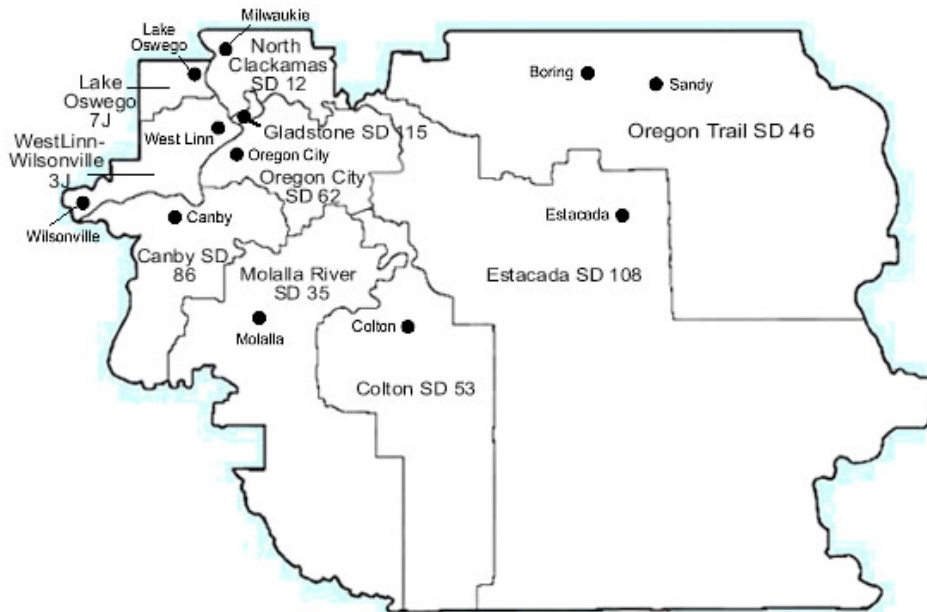 Milwaukie
Lake
Oswego
North
Clackamas
SD 12
Lake
Oswego
7J
Boring
Sandy
Gladstone SD 115
Oregon Trail SD 46
West Linn
WestLinn-
Wilsonville
3J
Oregon City
Oregon City
SD 62
Wilsonville
Canby
Estacada
Canby SD
86
Molalla River
SD 35
Estacada SD 108
Molalla
Colton
Colton SD 53